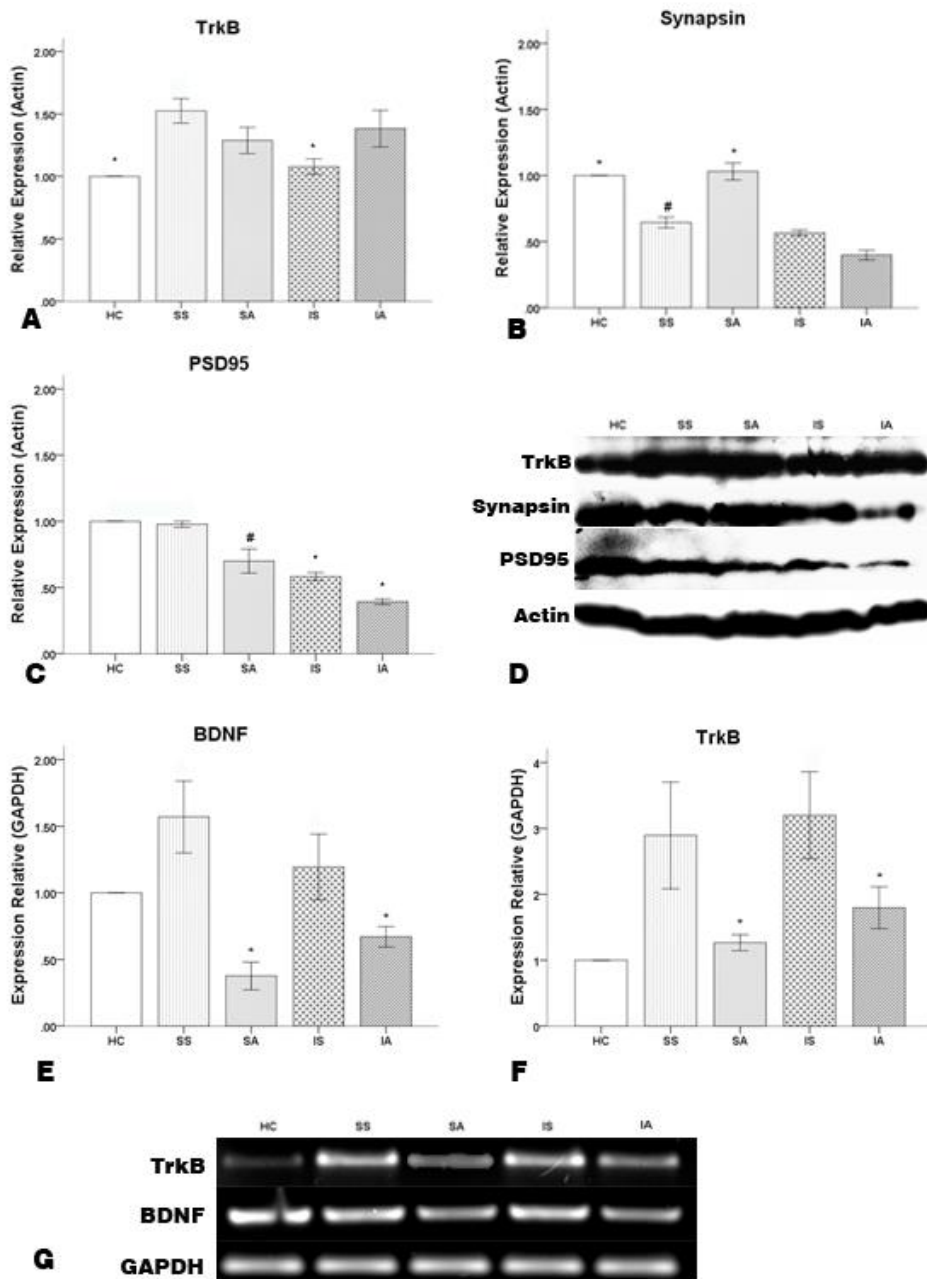 TrkB
Relative Expression (Actin)
2.00
1.50
1.00
.50
.00
*
*
HC SS SA IS IA
A
Synapsin
Relative Expression (Actin)
2.00
1.50
1.00
.50
.00
*
#
*
HC SS SA IS IA
B
PSD95
Relative Expression (Actin)
2.00
1.00
.50
.00
#
*
*
HC SS SA IS IA
C
HC SS SA IS IA
TrkB
Synapsin
PSD95
Actin
D
BDNF
Expression Relative (GAPDH)
2.00
1.50
1.00
.50
.00
*
*
HC SS SA IS IA
E
TrkB
Expression Relative (GAPDH)
4
3
2
1
0
*
*
HC SS SA IS IA
F
HC SS SA IS IA
TrkB
BDNF
GAPDH
G